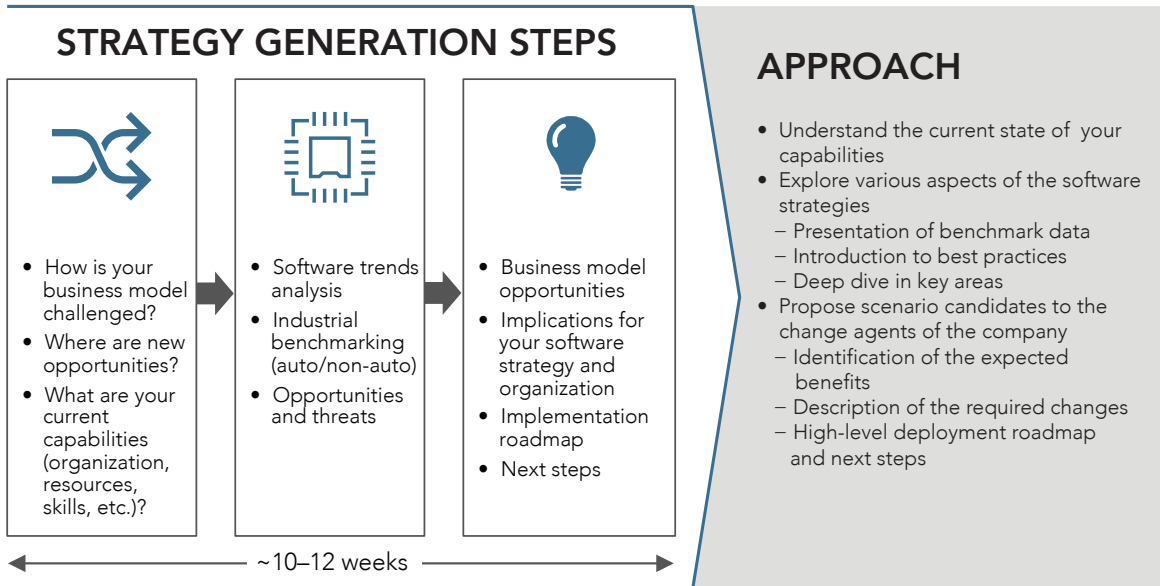 STRATEGY GENERATION STEPS
• How is your
business model
challenged?
• Where are new
opportunities?
• What are your
current
capabilities
(organization,
resources,
skills, etc.)?
• Software trends
analysis
• Industrial
benchmarking
(auto/non-auto)
• Opportunities
and threats
• Business model
opportunities
• Implications for
your software
strategy and
organization
• Implementation
roadmap
• Next steps
~10–12 weeks
APPROACH
• Understand the current state of your
capabilities
• Explore various aspects of the software
strategies
– Presentation of benchmark data
– Introduction to best practices
– Deep dive in key areas
• Propose scenario candidates to the
change agents of the company
– Identification of the expected
benefits
– Description of the required changes
– High-level deployment roadmap
and next steps